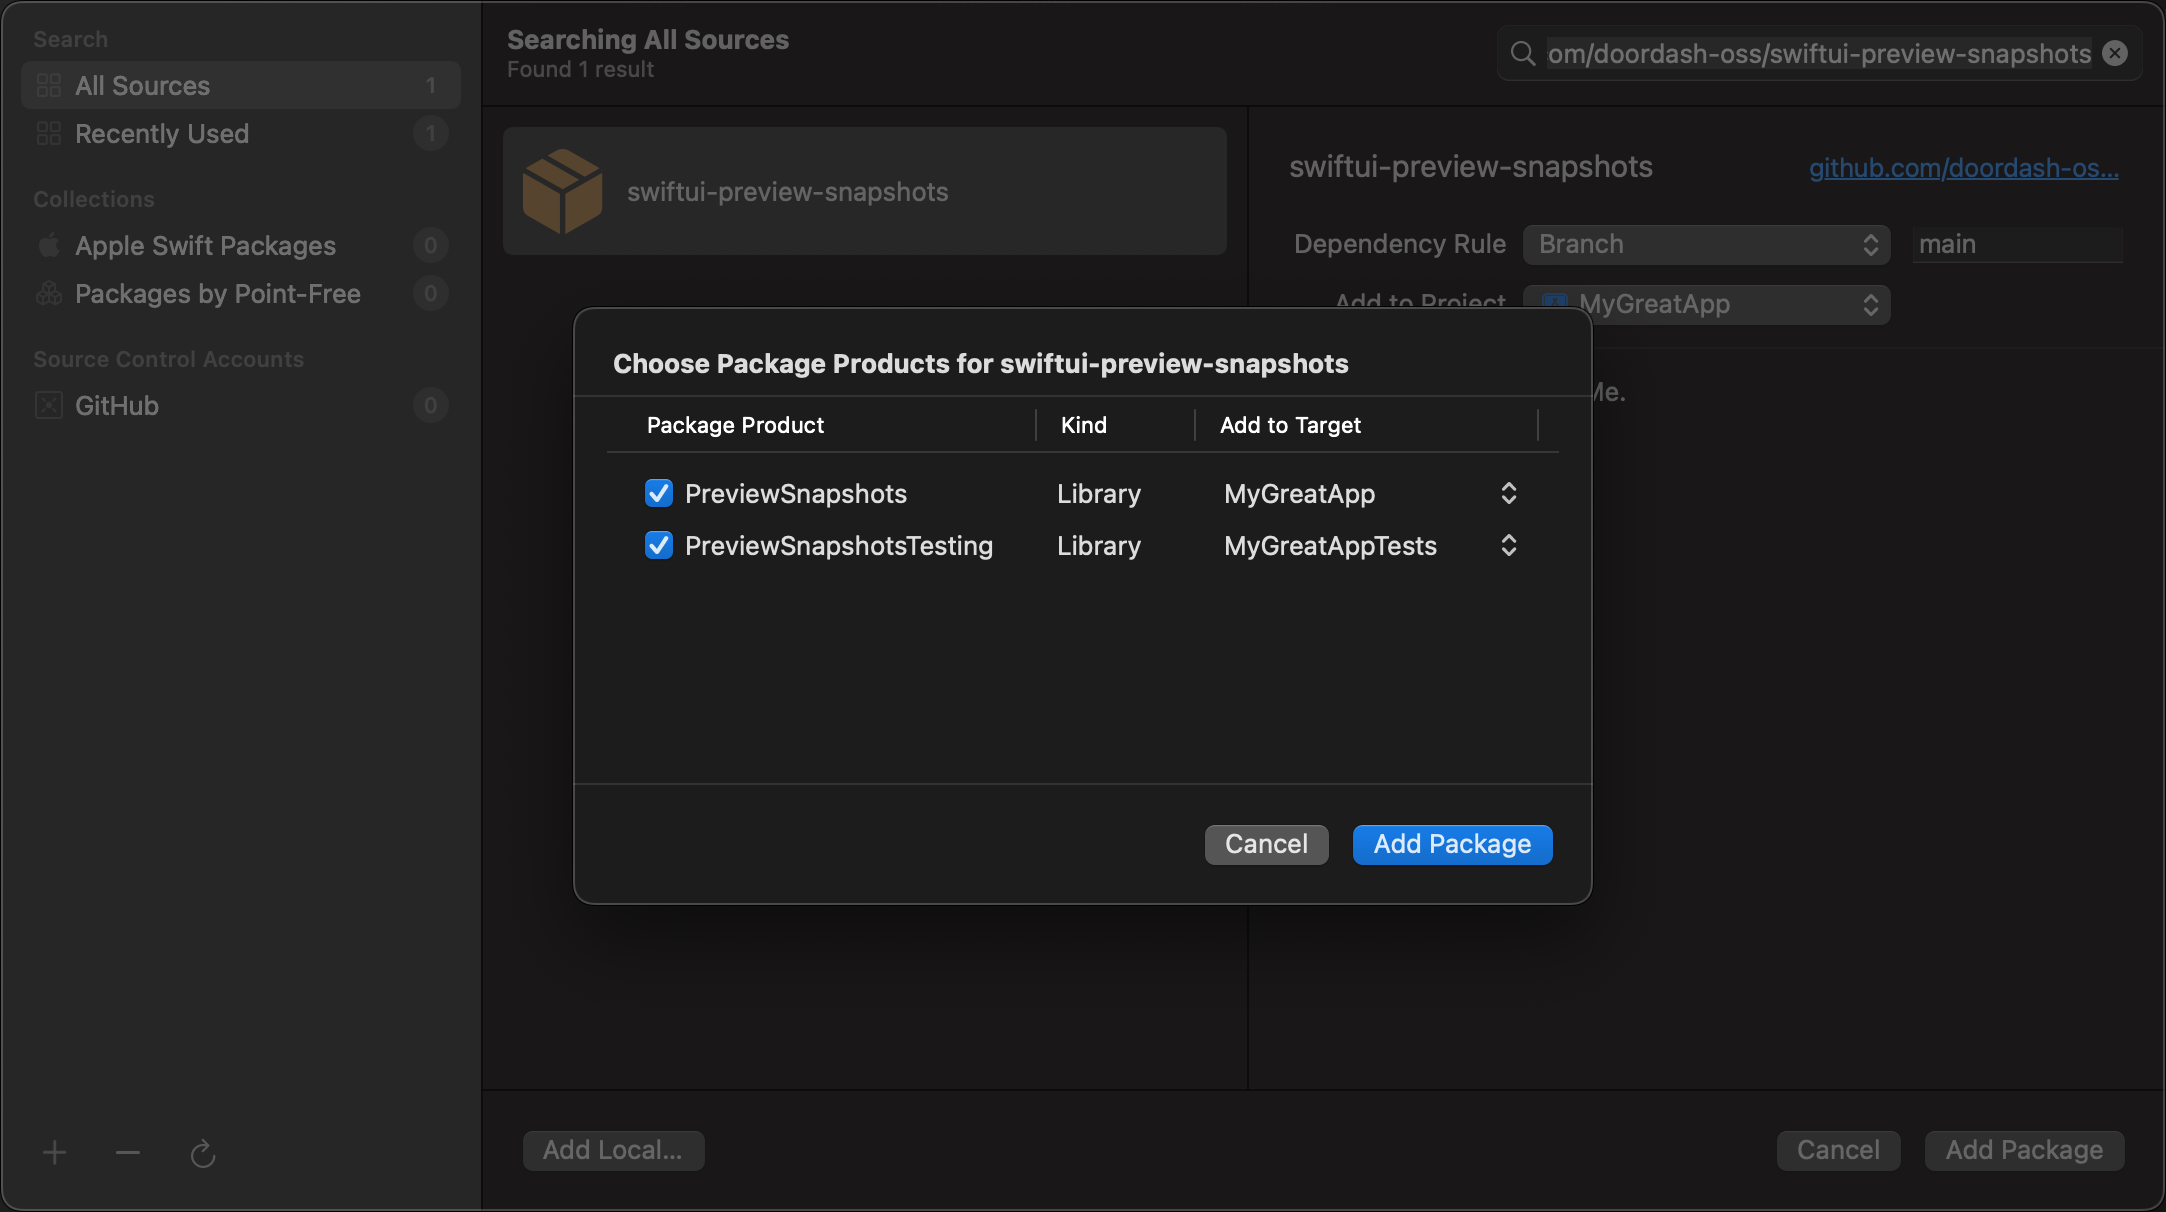 Search
All Sources 1
Recently Used 1
Collections
Apple Swift Packages 0
Packages by Point-Free 0
Source Control Accounts
GitHub 0
Searching All Sources
Found 1 result
om/doordash-oss/swiftui-preview-snapshots
swiftui-preview-snapshots
swiftui-preview-snapshots github.com/doordash-os...
Dependency Rule Branch main
Add to Project MyGreatApp
Me.
Choose Package Products for swiftui-preview-snapshots
Package Product Kind Add to Target
PreviewSnapshots Library MyGreatApp
PreviewSnapshotsTesting Library MyGreatAppTests
Cancel Add Package
Add Local... Cancel Add Package